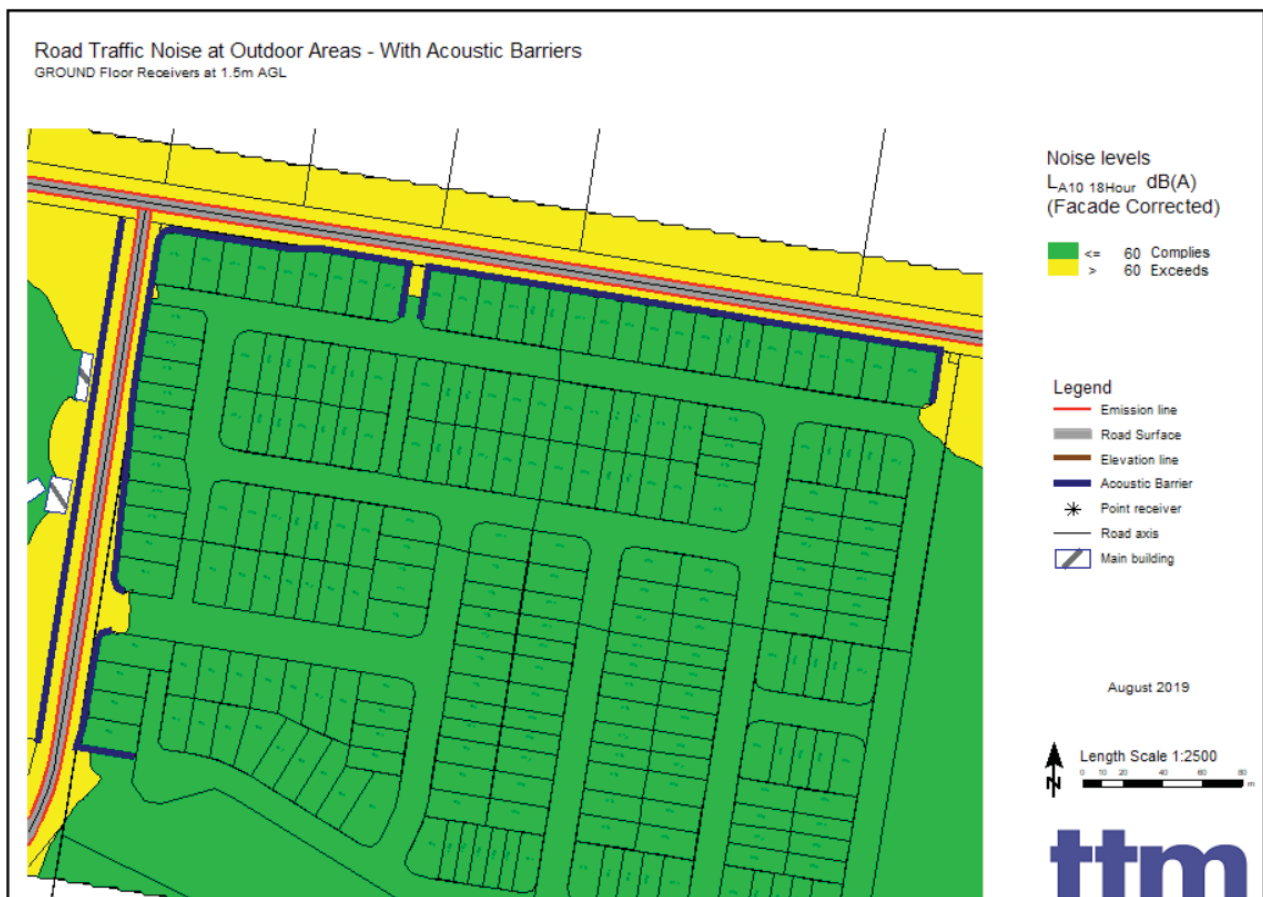 Road Traffic Noise at Outdoor Areas - With Acoustic Barriers
GROUND Floor Receivers at 1.5m AGL
Noise levels
LA10 18Hour dB(A)
(Facade Corrected)
<= 60 Complies
> 60 Exceeds
Legend
Emission line
Road Surface
Elevation line
Acoustic Barrier
Point receiver
Road axis
Main building
August 2019
N
Length Scale 1:2500
0 10 20 40 60 80
m
ttm